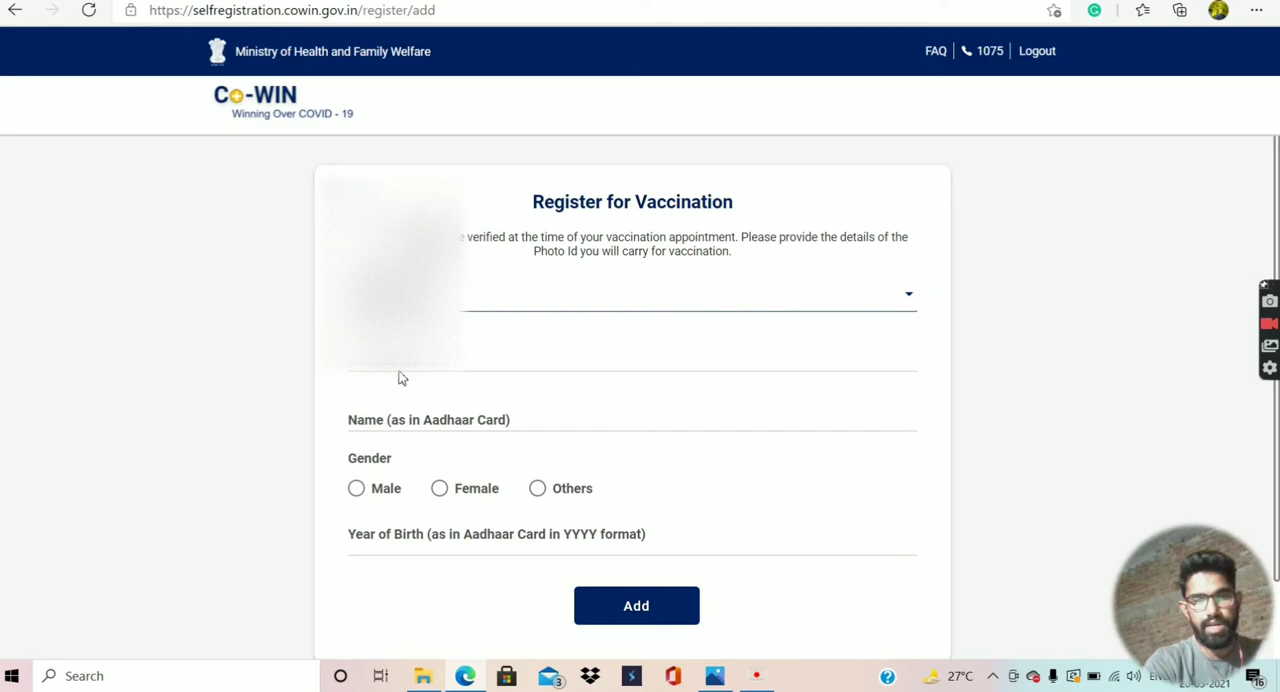 https://selfregistration.cowin.gov.in/register/add
Ministry of Health and Family Welfare
FAQ
1075
Logout
Co-WIN
Winning Over COVID - 19
Register for Vaccination
verified at the time of your vaccination appointment. Please provide the details of the
Photo Id you will carry for vaccination.
Name (as in Aadhaar Card)
Gender
Male
Female
Others
Year of Birth (as in Aadhaar Card in YYYY format)
Add
Search
3
27°C
16